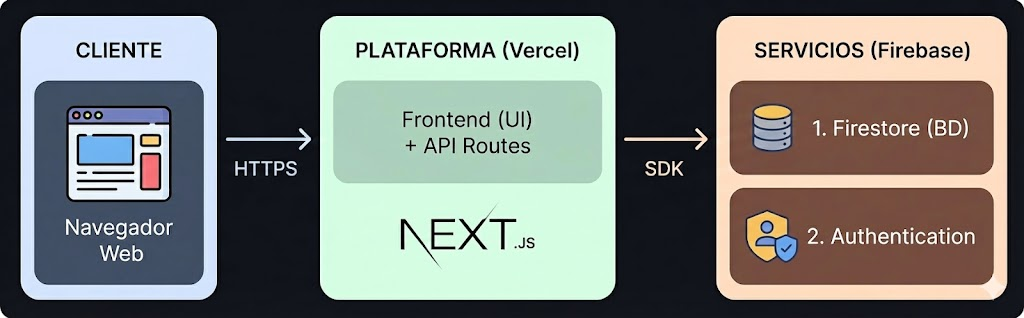 CLIENTE
Navegador
Web
HTTPS
PLATAFORMA (Vercel)
Frontend (UI)
+ API Routes
NEXT.JS
SDK
SERVICIOS (Firebase)
1. Firestore (BD)
2. Authentication